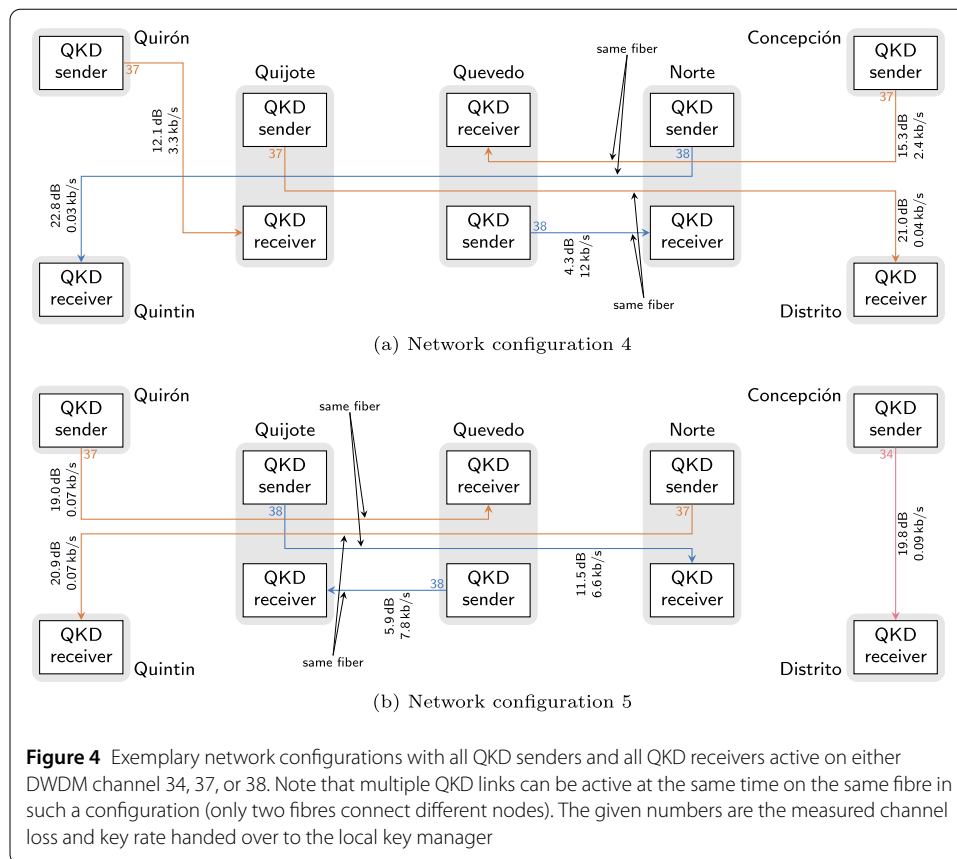 Quirón
QKD
sender
37
12.1 dB
3.3 kb/s
Quijote
QKD
sender
37
QKD
receiver
Quevedo
QKD
receiver
QKD
sender
38
4.3 dB
12 kb/s
same fiber
Norte
QKD
sender
38
QKD
receiver
same fiber
Concepción
QKD
sender
37
15.3 dB
2.4 kb/s
22.8 dB
0.03 kb/s
QKD
receiver
Quintin
21.0 dB
0.04 kb/s
QKD
receiver
Distrito
(a) Network configuration 4
Quirón
QKD
sender
37
19.0 dB
0.07 kb/s
same fiber
Quijote
QKD
sender
38
QKD
receiver
Quevedo
QKD
receiver
38
QKD
sender
5.9 dB
7.8 kb/s
Norte
QKD
sender
37
11.5 dB
6.6 kb/s
QKD
receiver
Concepción
QKD
sender
34
19.8 dB
0.09 kb/s
20.9 dB
0.07 kb/s
QKD
receiver
Quintin
same fiber
QKD
receiver
Distrito
(b) Network configuration 5
Figure 4 Exemplary network configurations with all QKD senders and all QKD receivers active on either
DWDM channel 34, 37, or 38. Note that multiple QKD links can be active at the same time on the same fibre in
such a configuration (only two fibres connect different nodes). The given numbers are the measured channel
loss and key rate handed over to the local key manager